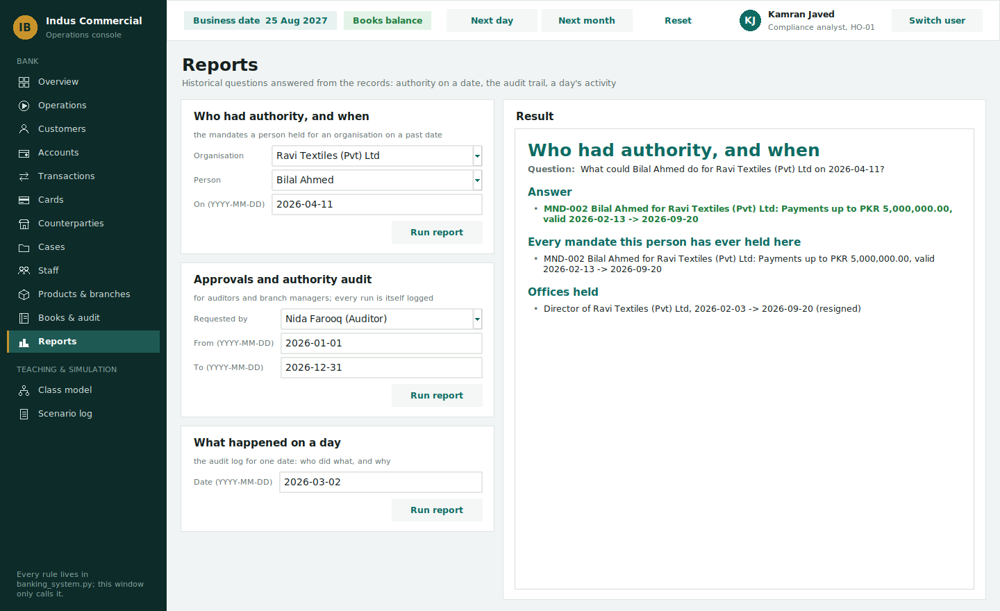 IB
Indus Commercial
Operations console
BANK
Overview
Operations
Customers
Accounts
Transactions
Cards
Counterparties
Cases
Staff
Products & branches
Books & audit
Reports
TEACHING & SIMULATION
Class model
Scenario log
Every rule lives in
banking_system.py; this window
only calls it.
Business date 25 Aug 2027
Books balance
Next day
Next month
Reset
KJ
Kamran Javed
Compliance analyst, HO-01
Switch user
Reports
Historical questions answered from the records: authority on a date, the audit trail, a day's activity
Who had authority, and when
the mandates a person held for an organisation on a past date
Organisation Ravi Textiles (Pvt) Ltd
Person Bilal Ahmed
On (YYYY-MM-DD) 2026-04-11
Run report
Approvals and authority audit
for auditors and branch managers; every run is itself logged
Requested by Nida Farooq (Auditor)
From (YYYY-MM-DD) 2026-01-01
To (YYYY-MM-DD) 2026-12-31
Run report
What happened on a day
the audit log for one date: who did what, and why
Date (YYYY-MM-DD) 2026-03-02
Run report
Result
Who had authority, and when
Question: What could Bilal Ahmed do for Ravi Textiles (Pvt) Ltd on 2026-04-11?
Answer
• MND-002 Bilal Ahmed for Ravi Textiles (Pvt) Ltd: Payments up to PKR 5,000,000.00,
valid 2026-02-13 -> 2026-09-20
Every mandate this person has ever held here
• MND-002 Bilal Ahmed for Ravi Textiles (Pvt) Ltd: Payments up to PKR 5,000,000.00, valid
2026-02-13 -> 2026-09-20
Offices held
• Director of Ravi Textiles (Pvt) Ltd, 2026-02-03 -> 2026-09-20 (resigned)